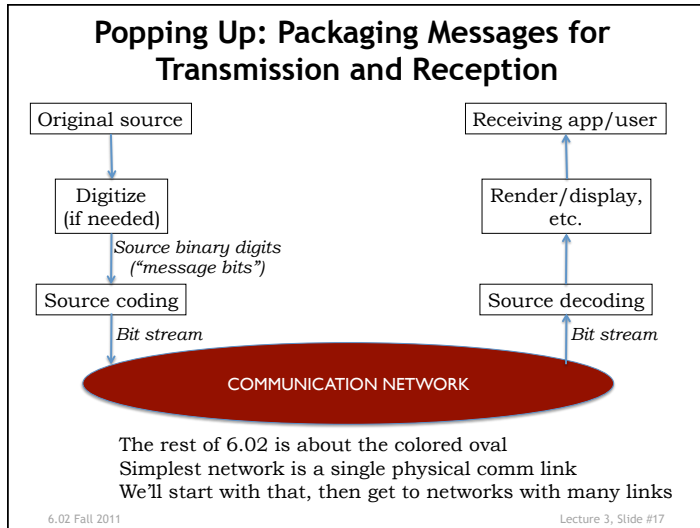 Popping Up: Packaging Messages for
Transmission and Reception
Original source
Receiving app/user
Digitize
(if needed)
Render/display,
etc.
Source binary digits
(“message bits”)
Source coding
Source decoding
Bit stream
Bit stream
COMMUNICATION NETWORK
The rest of 6.02 is about the colored oval
Simplest network is a single physical comm link
We’ll start with that, then get to networks with many links
6.02 Fall 2011
Lecture 3, Slide #17